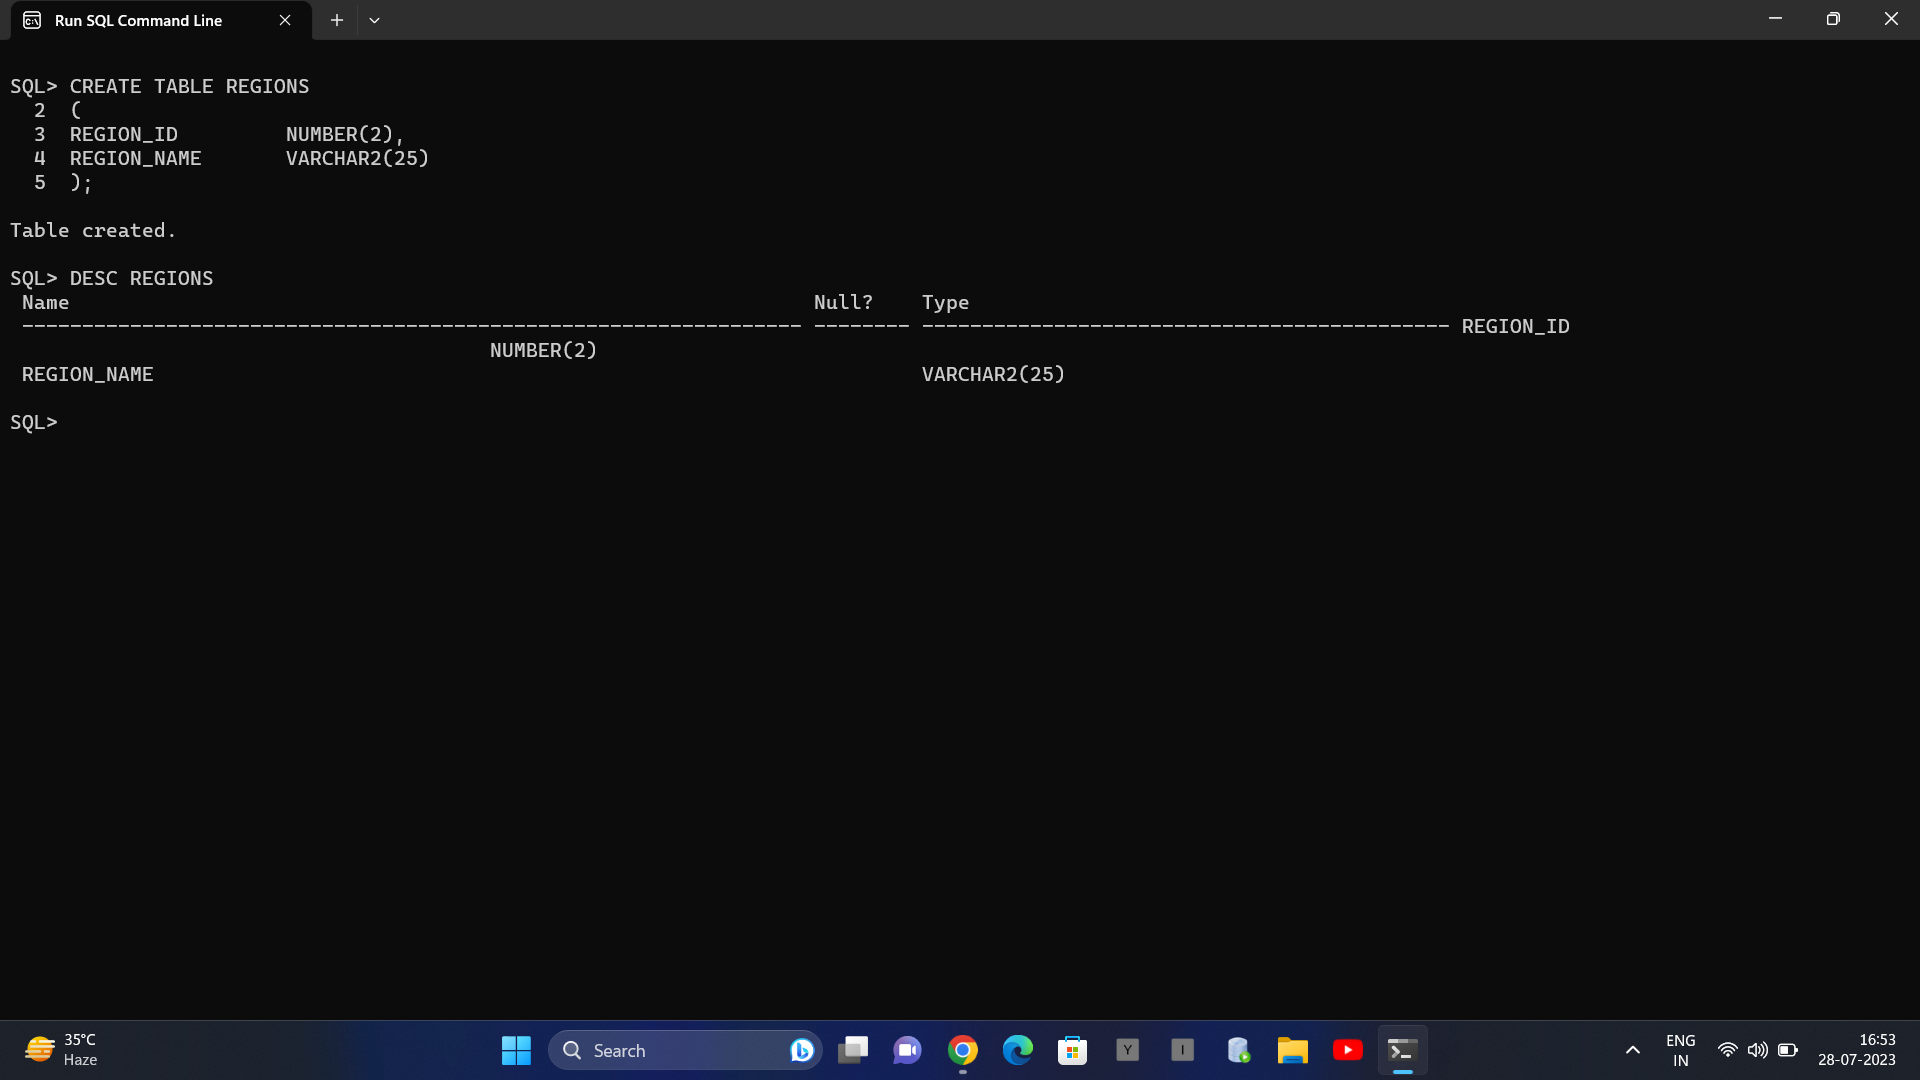 Run SQL Command Line
SQL> CREATE TABLE REGIONS
  2  (
  3  REGION_ID         NUMBER(2),
  4  REGION_NAME       VARCHAR2(25)
  5  );
Table created.
SQL> DESC REGIONS
 Name                                                              Null?    Type
 ----------------------------------------------------------------- -------- -------------------------------------------- REGION_ID
                                        NUMBER(2)
 REGION_NAME                                                                VARCHAR2(25)
SQL>
35°C
Haze
Search
Y
I
ENG
IN
16:53
28-07-2023